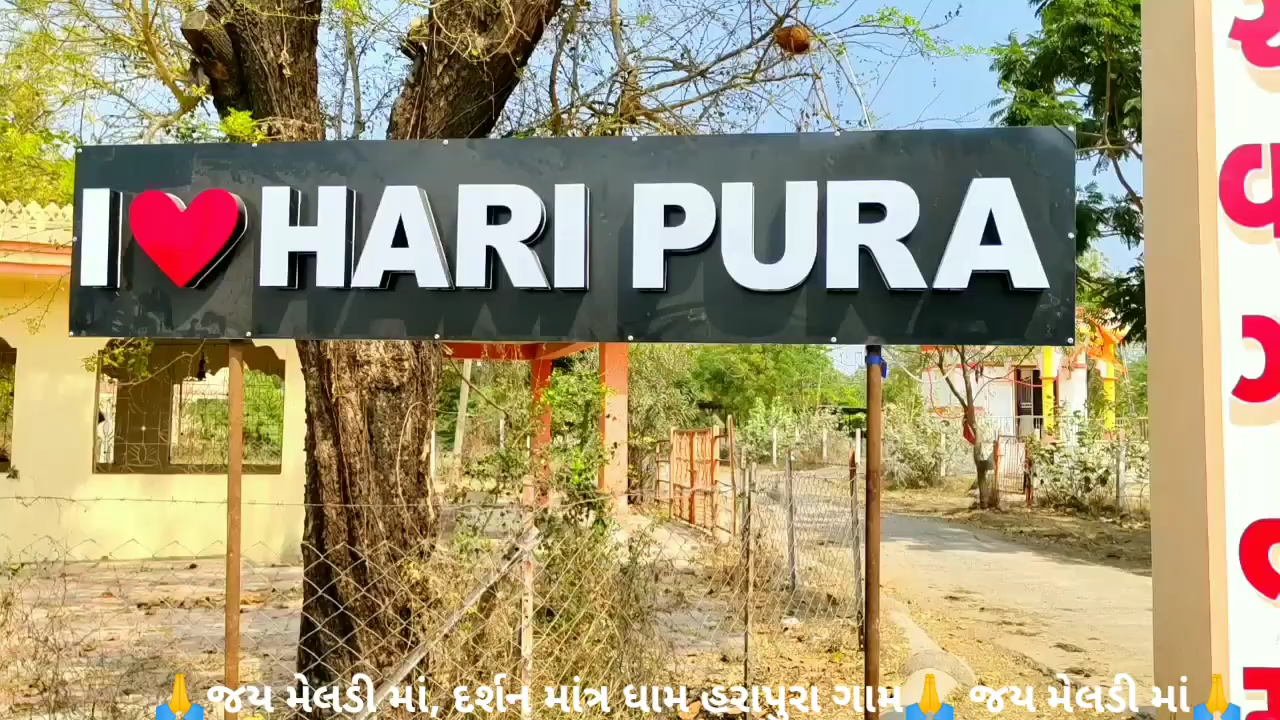 I ❤ HARI PURA
🙏જય મેલડી માં, દર્શન માંત્ર ધામ હરાપુરા ગામ🙏 જય મેલડી માં🙏